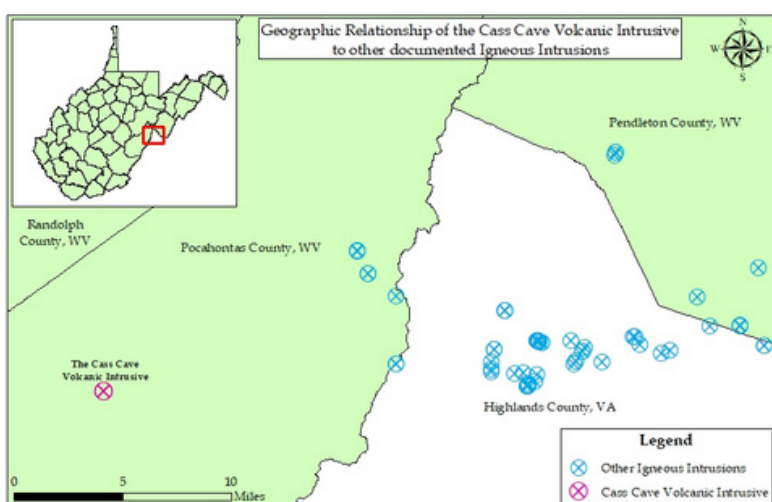 Geographic Relationship of the Cass Cave Volcanic Intrusive
to other documented Igneous Intrusions
N
W
E
S
Pendleton County, WV
Randolph
County, WV
Pocahontas County, WV
The Cass Cave
Volcanic Intrusive
Highlands County, VA
Legend
Other Igneous Intrusions
Cass Cave Volcanic Intrusive
0 5 10
Miles